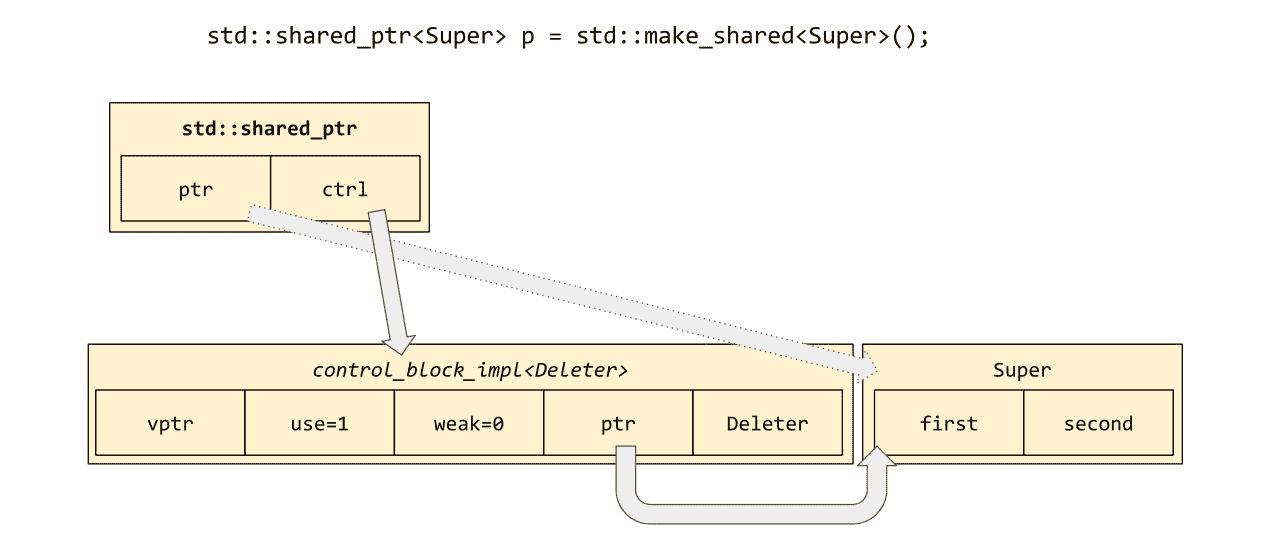 std::shared_ptr<Super> p = std::make_shared<Super>();
std::shared_ptr
ptr ctrl
control_block_impl<Deleter> Super
vptr use=1 weak=0 ptr Deleter first second